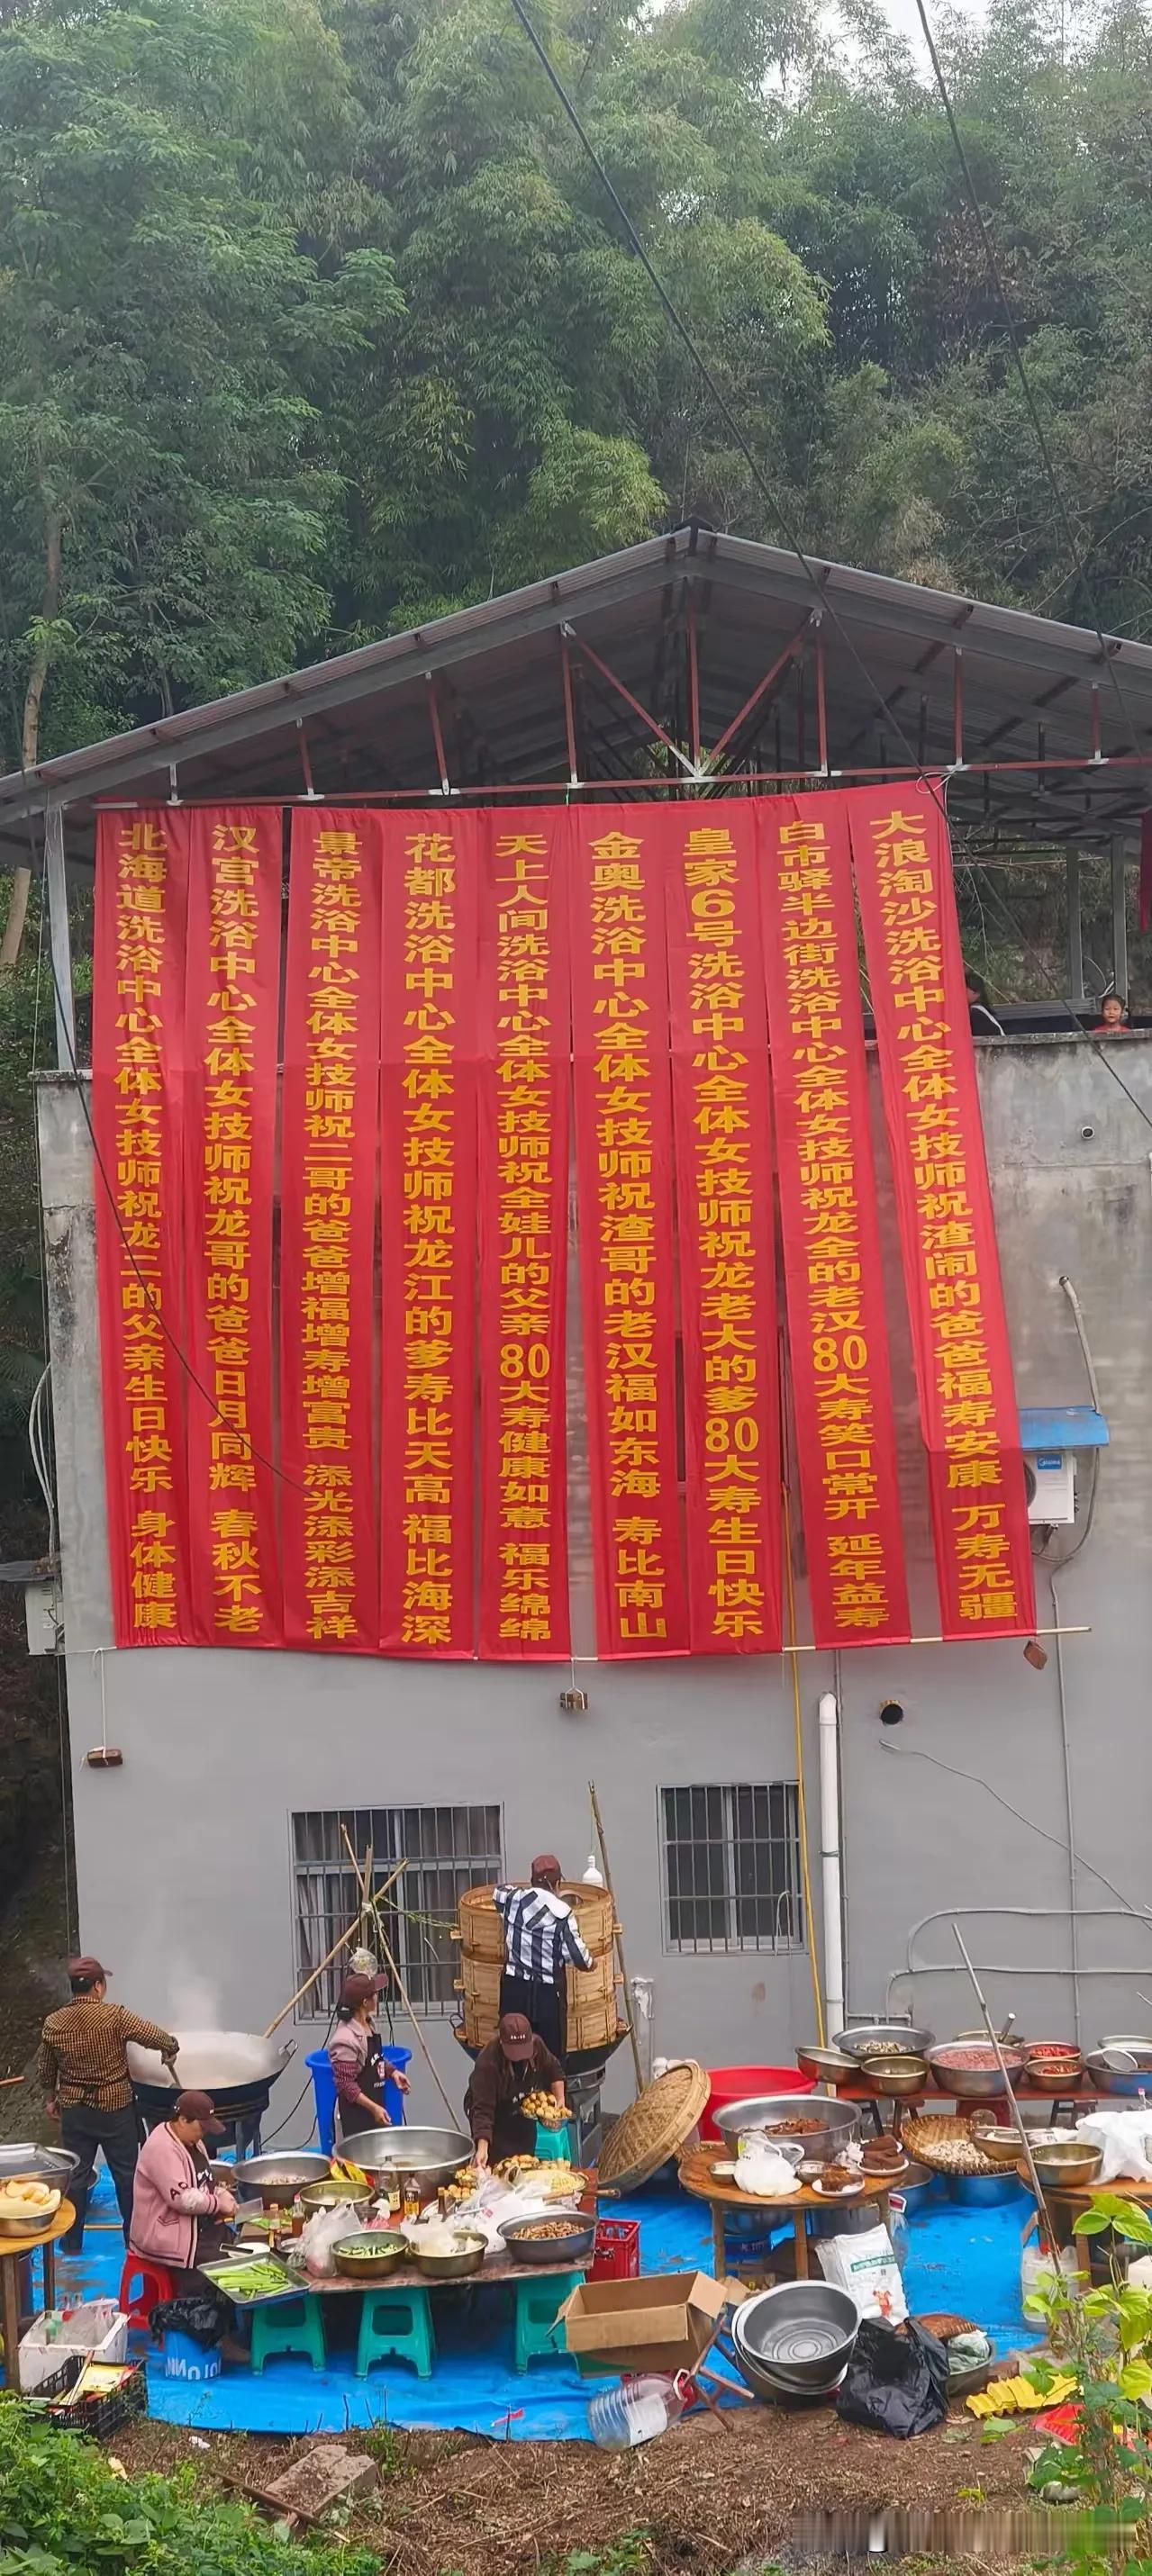 北海道洗浴中心全体女技师祝龙二的父亲生日快乐 身体健康
汉宫洗浴中心全体女技师祝龙哥的爸爸日月同辉 春秋不老
景帝洗浴中心全体女技师祝二哥的爸爸增福增寿增富贵 添光添彩添吉祥
花都洗浴中心全体女技师祝龙江的爹寿比天高 福比海深
天上人间洗浴中心全体女技师祝全娃儿的父亲80大寿健康如意 福乐绵绵
金奥洗浴中心全体女技师祝渣哥的老汉福如东海 寿比南山
皇家6号洗浴中心全体女技师祝龙老大的爹80大寿生日快乐
白市驿半边街洗浴中心全体女技师祝龙全的老汉80大寿笑口常开 延年益寿
大浪淘沙洗浴中心全体女技师祝渣闹的爸爸福寿安康 万寿无疆